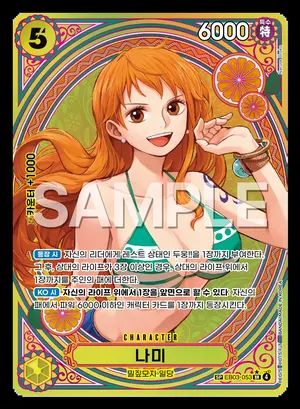 5
6000
특수
特
카운터 +1000
SAMPLE
등장 시 자신의 리더에게 레스트 상태인 두웅!!을 1장까지 부여한다.
그 후, 상대의 라이프가 3장 이상인 경우, 상대의 라이프 위에서
1장까지를 주인의 패에 더한다.
KO 시 자신의 라이프 위에서 1장을 앞면으로 할 수 있다: 자신의
패에서 파워 6000 이하인 캐릭터 카드를 1장까지 등장시킨다.
CHARACTER
나미
밀짚모자 일당
SP EB03-053 SR 4